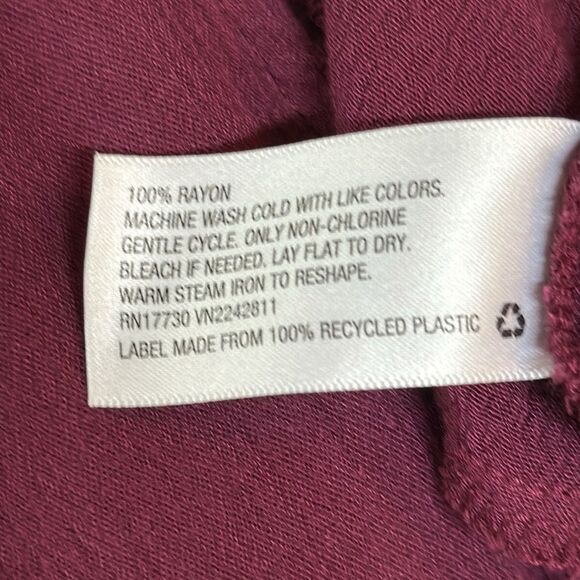 100% RAYON
MACHINE WASH COLD WITH LIKE COLORS.
GENTLE CYCLE. ONLY NON-CHLORINE
BLEACH IF NEEDED. LAY FLAT TO DRY.
WARM STEAM IRON TO RESHAPE.
RN17730 VN2242811
LABEL MADE FROM 100% RECYCLED PLASTIC